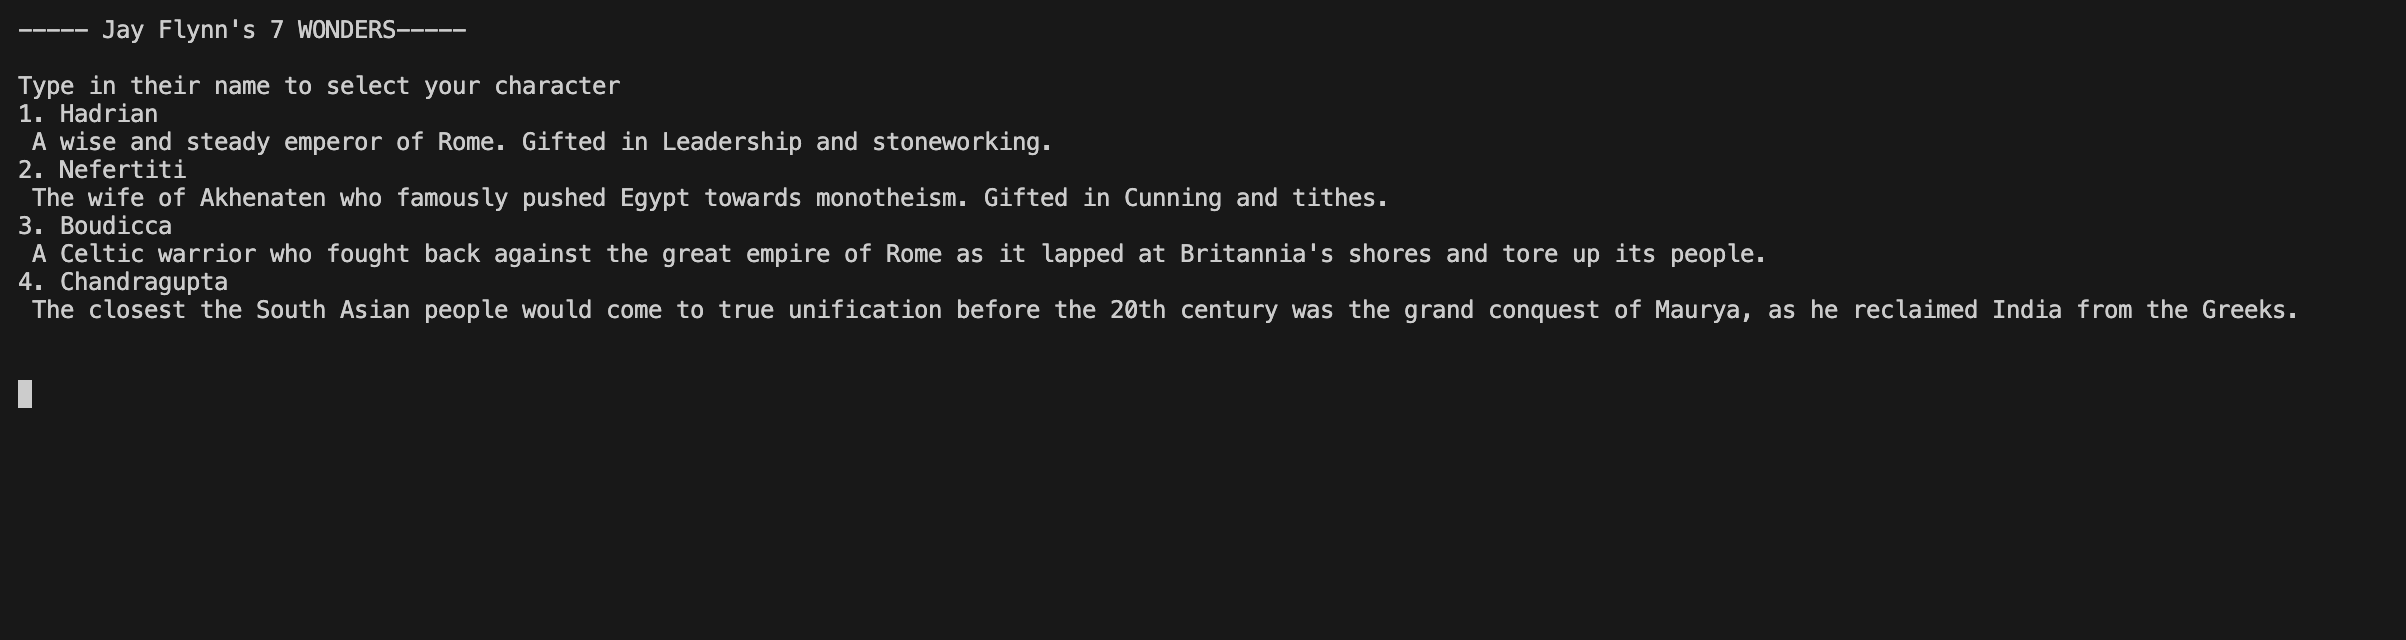 ----- Jay Flynn's 7 WONDERS-----
Type in their name to select your character
1. Hadrian
A wise and steady emperor of Rome. Gifted in Leadership and stoneworking.
2. Nefertiti
The wife of Akhenaten who famously pushed Egypt towards monotheism. Gifted in Cunning and tithes.
3. Boudicca
A Celtic warrior who fought back against the great empire of Rome as it lapped at Britannia's shores and tore up its people.
4. Chandragupta
The closest the South Asian people would come to true unification before the 20th century was the grand conquest of Maurya, as he reclaimed India from the Greeks.